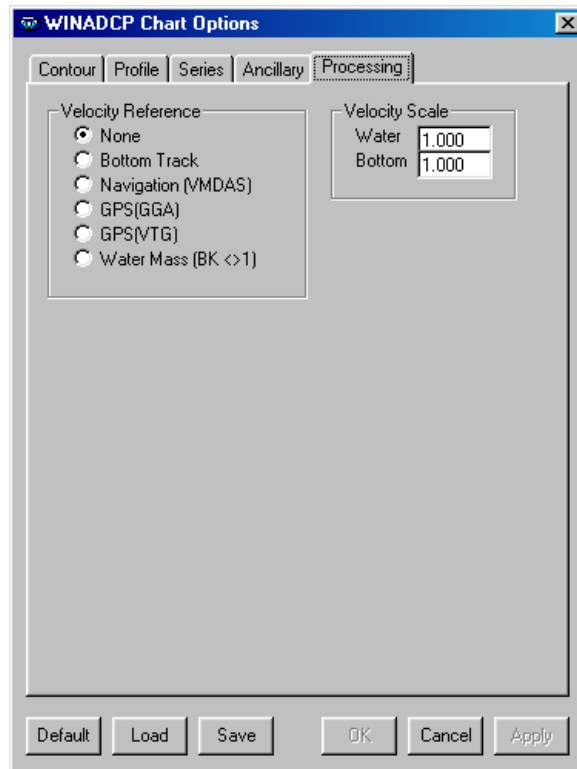 WINADCP Chart Options
Contour Profile Series Ancillary Processing
Velocity Reference
None
Bottom Track
Navigation (VMDAS)
GPS(GGA)
GPS(VTG)
Water Mass (BK <>1)
Velocity Scale
Water 1.000
Bottom 1.000
Default Load Save OK Cancel Apply